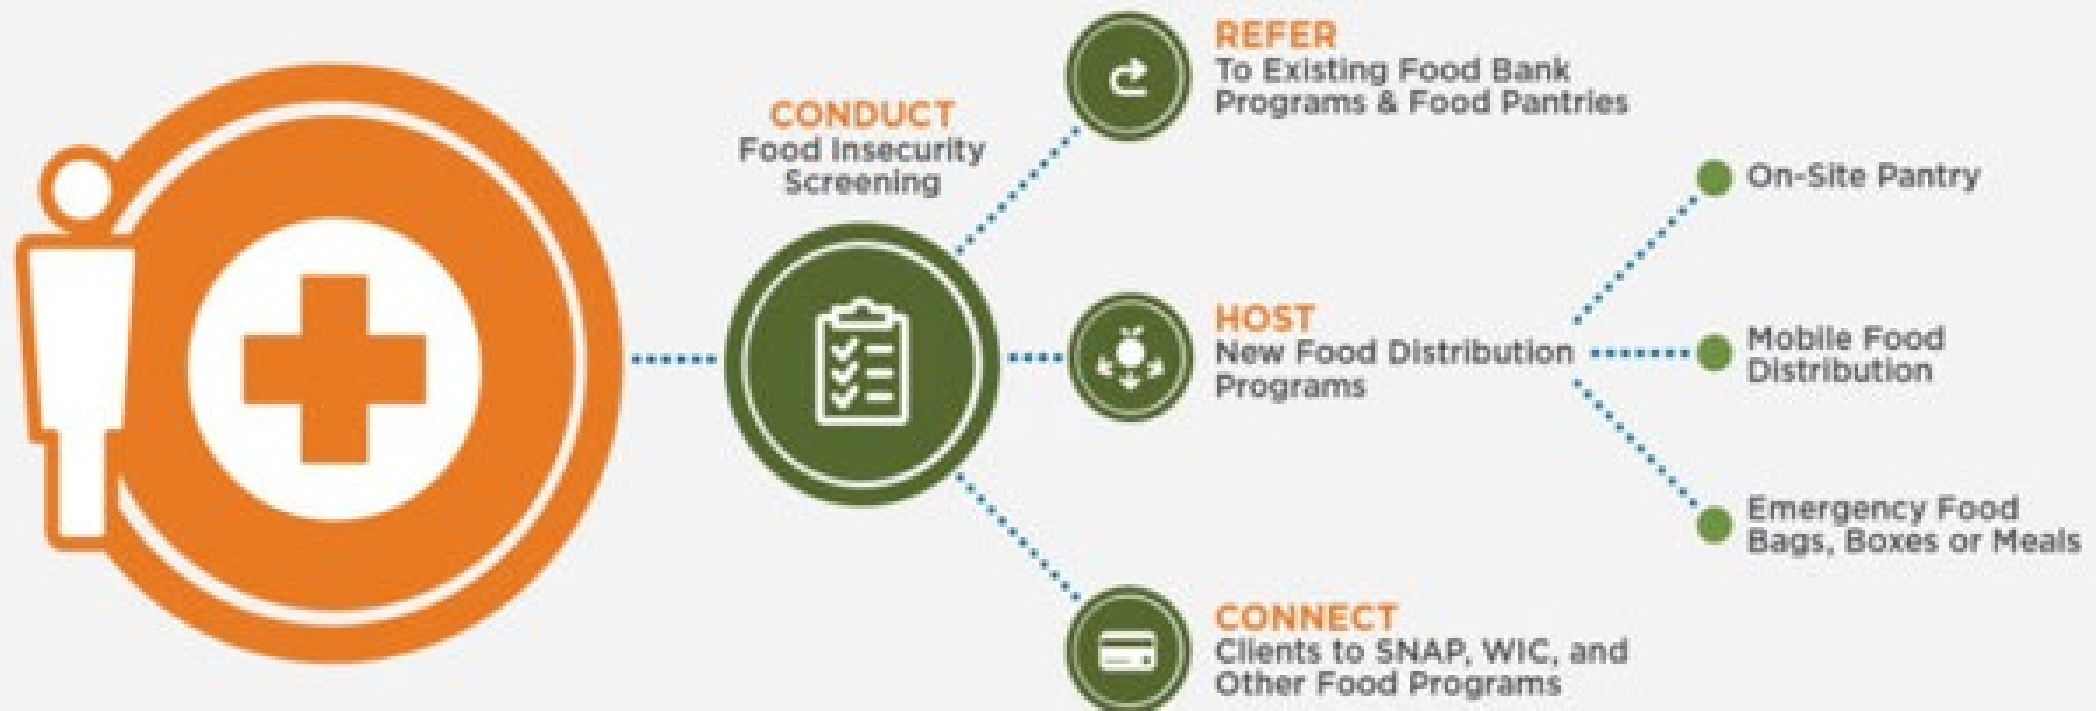 CONDUCT
Food Insecurity
Screening
REFER
To Existing Food Bank
Programs & Food Pantries
HOST
New Food Distribution
Programs
On-Site Pantry
Mobile Food
Distribution
Emergency Food
Bags, Boxes or Meals
CONNECT
Clients to SNAP, WIC, and
Other Food Programs